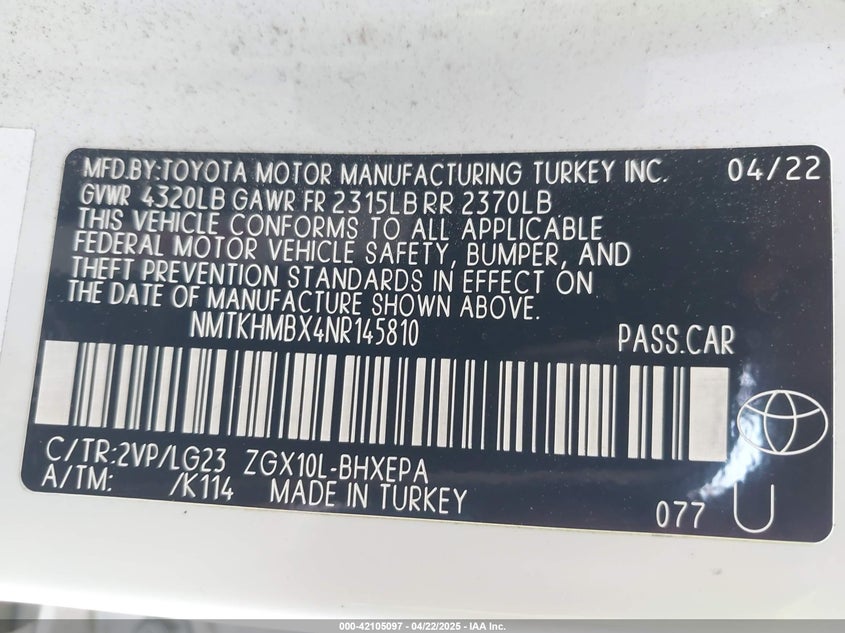 MFD.BY:TOYOTA MOTOR MANUFACTURING TURKEY INC. 04/22
GVWR 4320LB GAWR FR 2315LB RR 2370LB
THIS VEHICLE CONFORMS TO ALL APPLICABLE
FEDERAL MOTOR VEHICLE SAFETY, BUMPER, AND
THEFT PREVENTION STANDARDS IN EFFECT ON
THE DATE OF MANUFACTURE SHOWN ABOVE.
NMTKHMBX4NR145810 PASS.CAR
C/TR:2VP/LG23 ZGX10L-BHXEPA
A/TM: /K114 MADE IN TURKEY
077 U
000-42105097 - 04/22/2025 - IAA Inc.